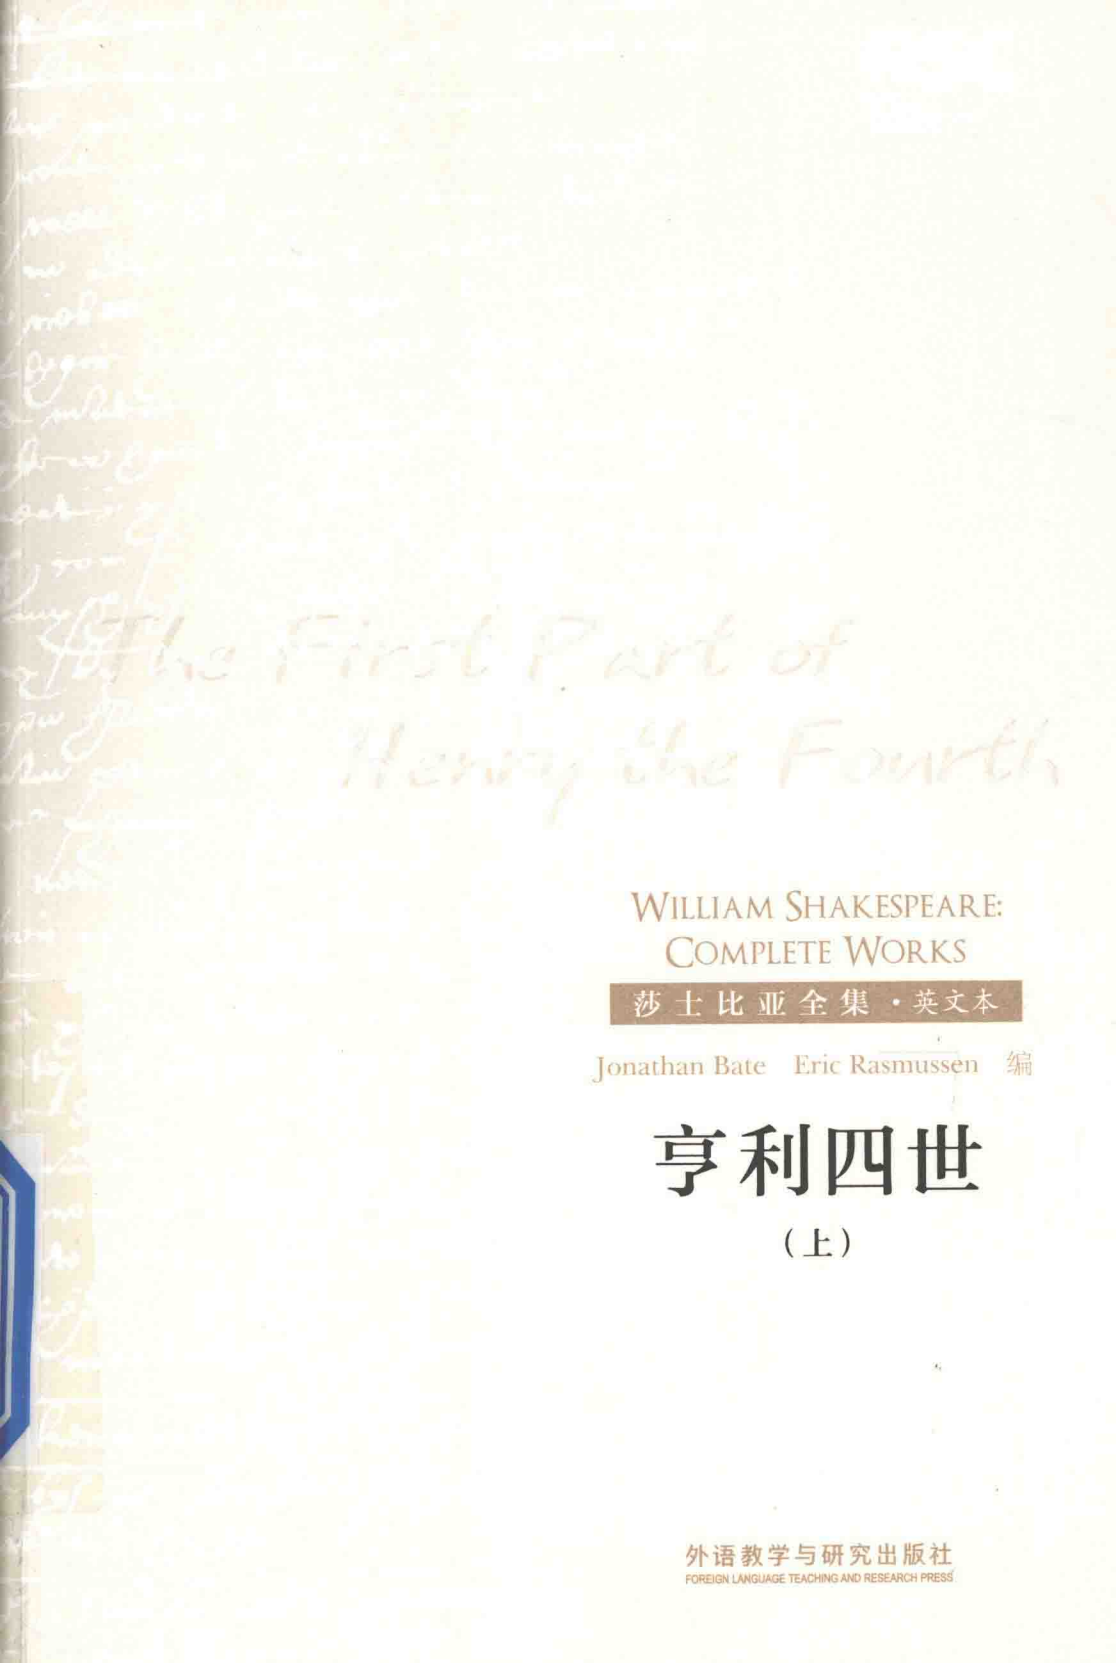 The First Part of
Henry the Fourth
WILLIAM SHAKESPEARE:
COMPLETE WORKS
莎士比亚全集·英文本
Jonathan Bate Eric Rasmussen 编
亨利四世
(上)
外语教学与研究出版社
FOREIGN LANGUAGE TEACHING AND RESEARCH PRESS